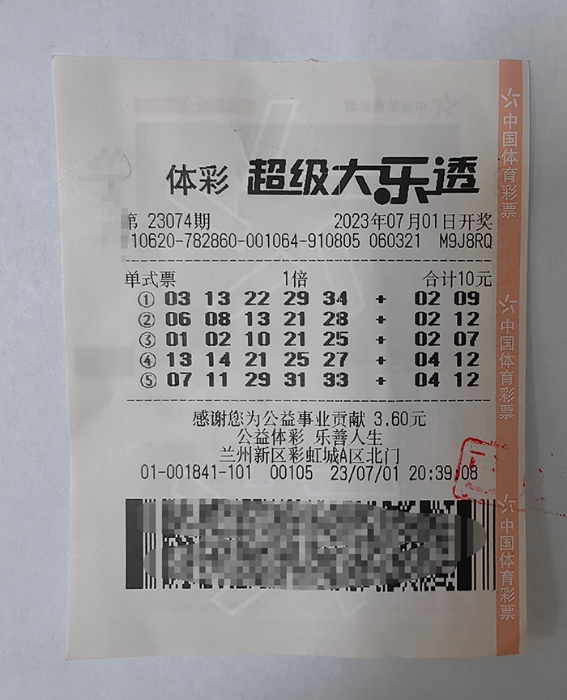 体彩 超级大乐透
第 23074期 2023年07月01日开奖
10620-782860-001064-910805 060321 M9J8RQ
单式票 1倍 合计10元
① 03 13 22 29 34 + 02 09
② 06 08 13 21 28 + 02 12
③ 01 02 10 21 25 + 02 07
④ 13 14 21 25 27 + 04 12
⑤ 07 11 29 31 33 + 04 12
感谢您为公益事业贡献 3.60元
公益体彩 乐善人生
兰州新区彩虹城A区北门
01-001841-101 00105 23/07/01 20:39:08
中国体育彩票
中国体育彩票
中国体育彩票